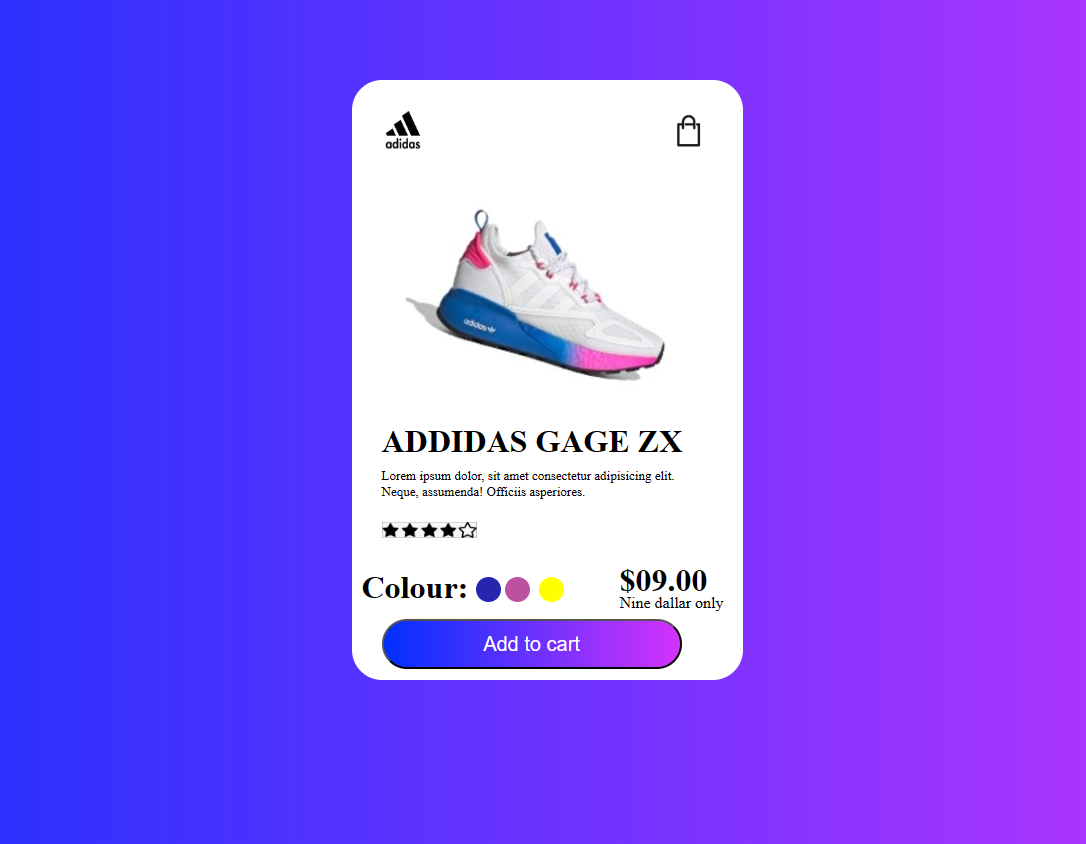 adidas
adidas
ADDIDAS GAGE ZX
Lorem ipsum dolor, sit amet consectetur adipisicing elit.
Neque, assumenda! Officiis asperiores.
Colour:
$09.00
Nine dallar only
Add to cart